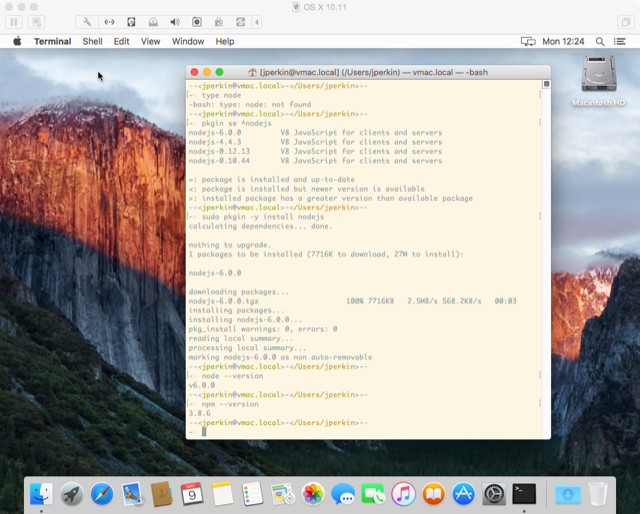 OS X 10.11
Terminal Shell Edit View Window Help
Mon 12:24
[jperkin@vmac.local] (/Users/jperkin) — vmac.local — -bash
--<jperkin@vmac.local>-</Users/jperkin>--
[- type node
-bash: type: node: not found
--<jperkin@vmac.local>-</Users/jperkin>--
[- pkgin se ^nodejs
nodejs-6.0.0 V8 JavaScript for clients and servers
nodejs-4.4.3 V8 JavaScript for clients and servers
nodejs-0.12.13 V8 JavaScript for clients and servers
nodejs-0.10.44 V8 JavaScript for clients and servers
=: package is installed and up-to-date
<: package is installed but newer version is available
>: installed package has a greater version than available package
--<jperkin@vmac.local>-</Users/jperkin>--
[- sudo pkgin -y install nodejs
calculating dependencies... done.
nothing to upgrade.
1 packages to be installed (7716K to download, 27M to install):
nodejs-6.0.0
downloading packages...
nodejs-6.0.0.tgz 100% 7716KB 2.5MB/s 568.2KB/s 00:03
installing packages...
installing nodejs-6.0.0...
pkg_install warnings: 0, errors: 0
reading local summary...
processing local summary...
marking nodejs-6.0.0 as non auto-removable
--<jperkin@vmac.local>-</Users/jperkin>--
[- node --version
v6.0.0
--<jperkin@vmac.local>-</Users/jperkin>--
[- npm --version
3.8.6
--<jperkin@vmac.local>-</Users/jperkin>--
-
Macintosh HD
MAY
9